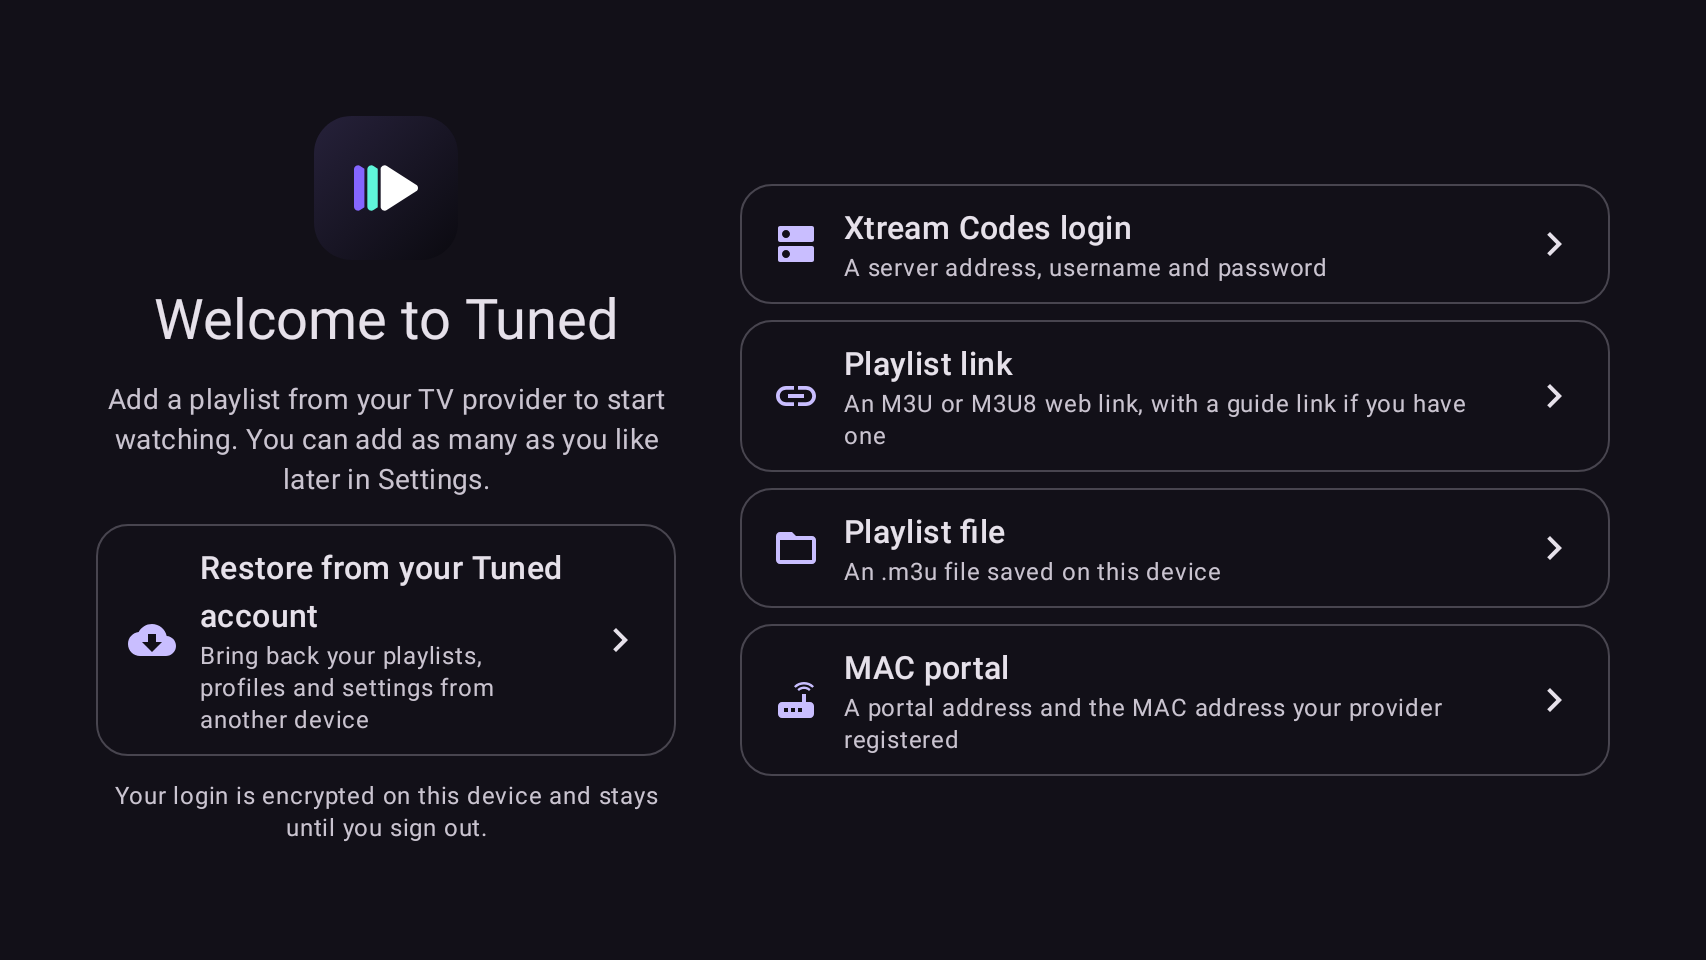 Welcome to Tuned
Add a playlist from your TV provider to start
watching. You can add as many as you like
later in Settings.
Restore from your Tuned
account
Bring back your playlists,
profiles and settings from
another device
Your login is encrypted on this device and stays
until you sign out.
Xtream Codes login
A server address, username and password
Playlist link
An M3U or M3U8 web link, with a guide link if you have
one
Playlist file
An .m3u file saved on this device
MAC portal
A portal address and the MAC address your provider
registered